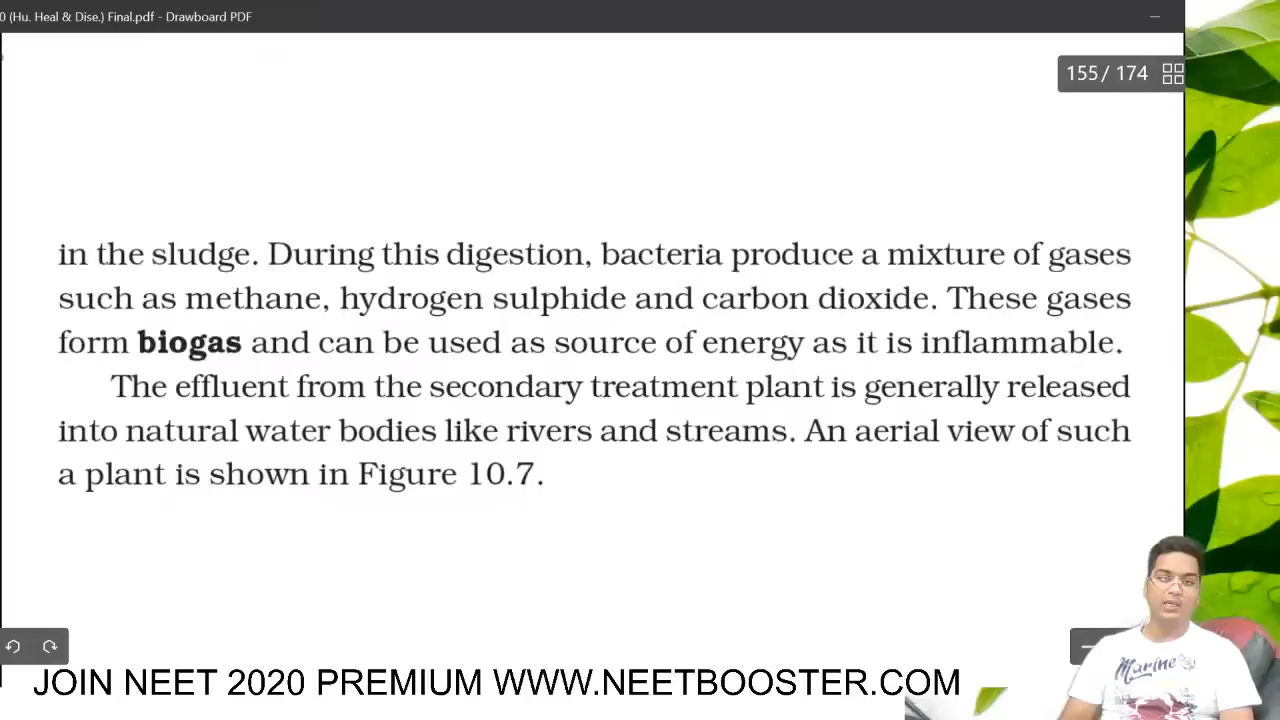 0 (Hu. Heal & Dise.) Final.pdf - Drawboard PDF
155 / 174
in the sludge. During this digestion, bacteria produce a mixture of gases
such as methane, hydrogen sulphide and carbon dioxide. These gases
form biogas and can be used as source of energy as it is inflammable.
The effluent from the secondary treatment plant is generally released
into natural water bodies like rivers and streams. An aerial view of such
a plant is shown in Figure 10.7.
Marine
JOIN NEET 2020 PREMIUM WWW.NEETBOOSTER.COM